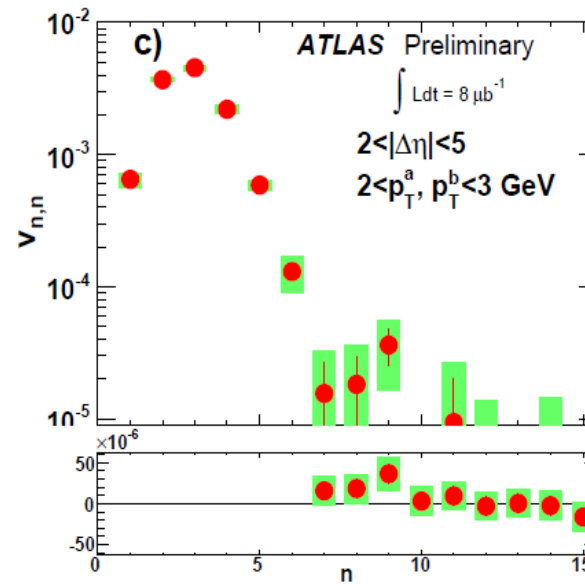 10⁻²
c)
ATLAS Preliminary
∫ Ldt = 8 μb⁻¹
2<|Δη|<5
2<p_T^a, p_T^b<3 GeV
10⁻³
v_n,n
10⁻⁴
10⁻⁵
×10⁻⁶
50
0
-50
0 5 10 15
n